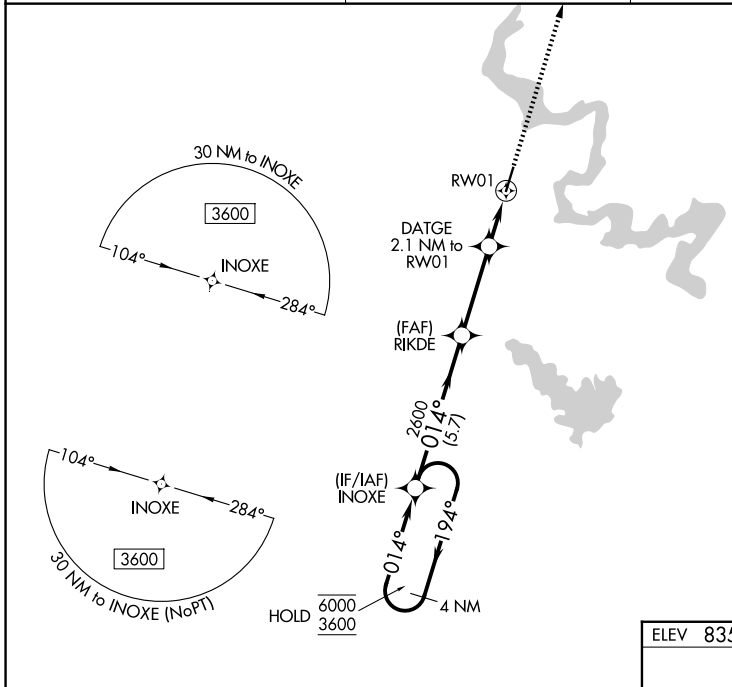 30 NM to INOXE
3600
104°
INOXE
284°
RW01
DATGE
2.1 NM to
RW01
(FAF)
RIKDE
2600
014°
(5.7)
(IF/IAF)
INOXE
194°
014°
104°
INOXE
284°
3600
30 NM to INOXE (NoPT)
HOLD
6000
3600
4 NM
ELEV 835